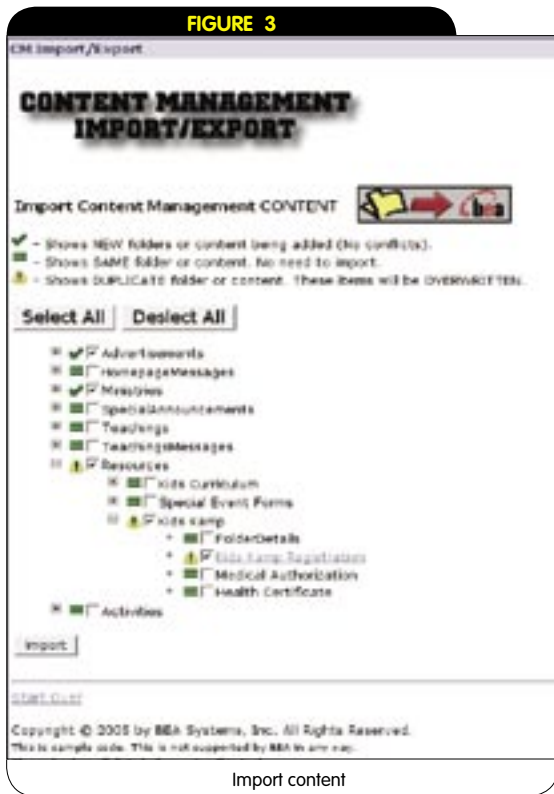 FIGURE 3
CM Import/Export
CONTENT MANAGEMENT
IMPORT/EXPORT
Import Content Management CONTENT
bea
- Shows NEW folders or content being added (No conflicts).
- Shows SAME folder or content. No need to import.
- Shows DUPLICATE folder or content. These items will be OVERWRITTEN.
Select All Deslect All
Advertisements
HomepageMessages
Ministries
SpecialAnnouncements
Teachings
TeachingsMessages
Resources
Kids Curriculum
Special Event Forms
Kids Kamp
FolderDetails
Kids Kamp Registration
Medical Authorization
Health Certificate
Activities
Import
Start Over
Copyright © 2005 by BEA Systems, Inc. All Rights Reserved.
This is sample code. This is not supported by BEA in any way.
Import content